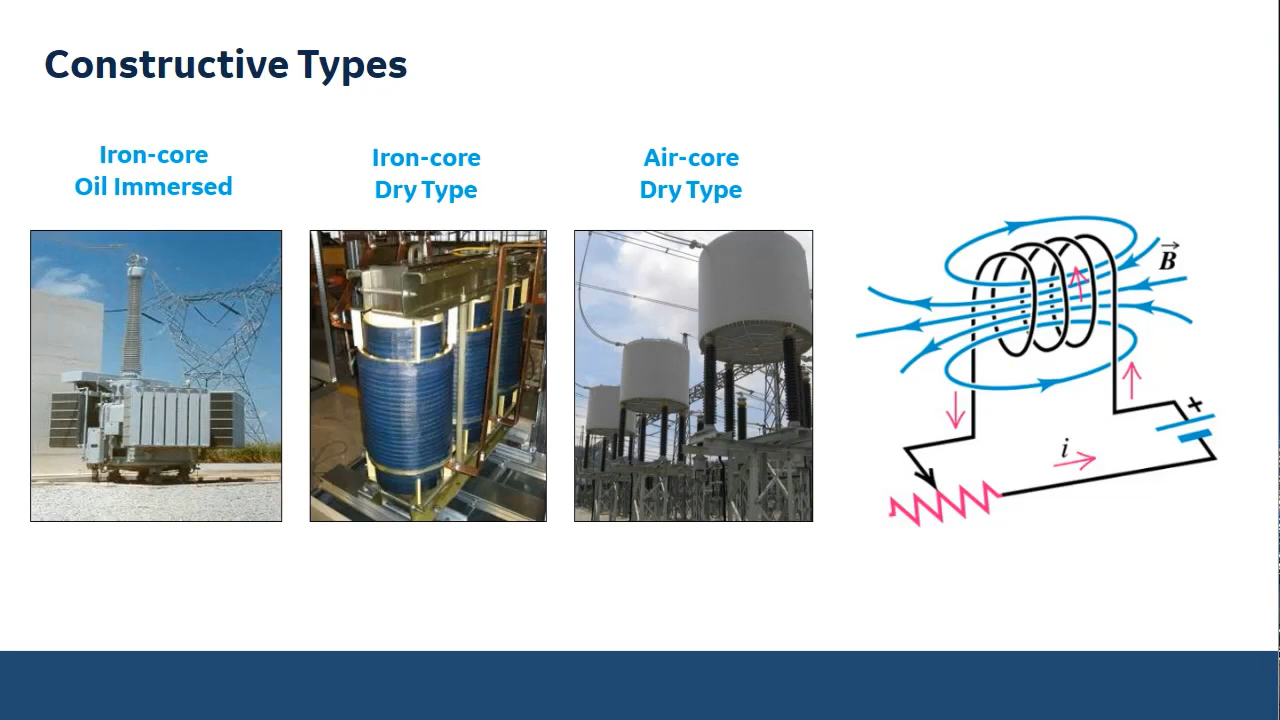 Constructive Types
Iron-core
Oil Immersed
Iron-core
Dry Type
Air-core
Dry Type
B
+
i